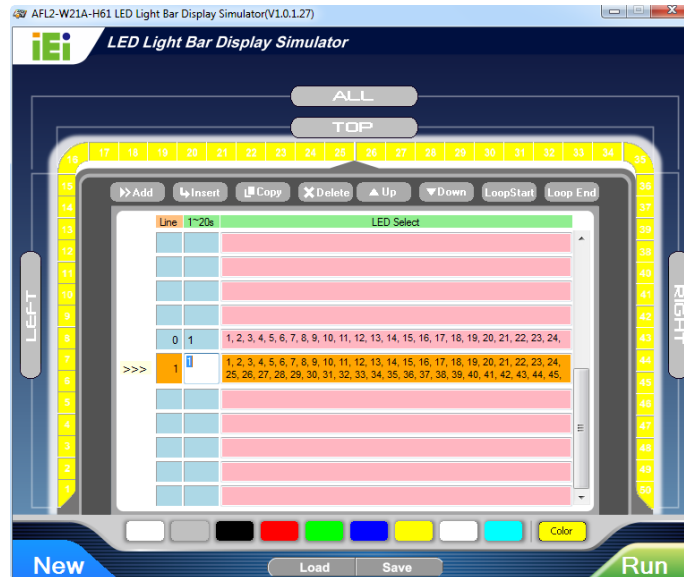 AFL2-W21A-H61 LED Light Bar Display Simulator(V1.0.1.27)
iEi LED Light Bar Display Simulator
ALL
TOP
16 17 18 19 20 21 22 23 24 25 26 27 28 29 30 31 32 33 34 35
15 Add Insert Copy Delete Up Down LoopStart Loop End 36
14 37
13 Line 1~20s LED Select 38
12 39
11 40
10 41
9 42
LEFT RIGHT
8 0 1 1, 2, 3, 4, 5, 6, 7, 8, 9, 10, 11, 12, 13, 14, 15, 16, 17, 18, 19, 20, 21, 22, 23, 24, 43
7 >>> 1 1 1, 2, 3, 4, 5, 6, 7, 8, 9, 10, 11, 12, 13, 14, 15, 16, 17, 18, 19, 20, 21, 22, 23, 24, 44
6 25, 26, 27, 28, 29, 30, 31, 32, 33, 34, 35, 36, 37, 38, 39, 40, 41, 42, 43, 44, 45, 45
5 46
4 47
3 48
2 49
1 50
Color
New Load Save Run